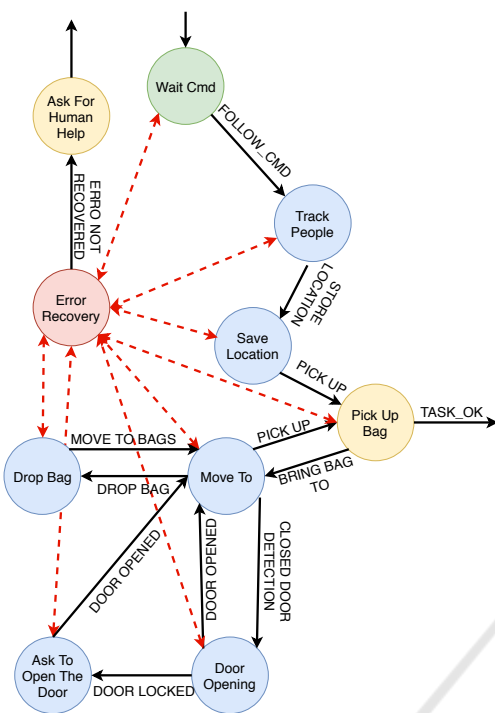 Wait Cmd
Ask For
Human
Help
FOLLOW_CMD
ERRO NOT
RECOVERED
Track
People
STORE
LOCATION
Error
Recovery
Save
Location
PICK UP
Pick Up
Bag
TASK_OK
MOVE TO BAGS
PICK UP
Drop Bag
DROP BAG
Move To
BRING BAG
TO
DOOR OPENED
DOOR OPENED
CLOSED DOOR
DETECTION
Ask To
Open The
Door
DOOR LOCKED
Door
Opening